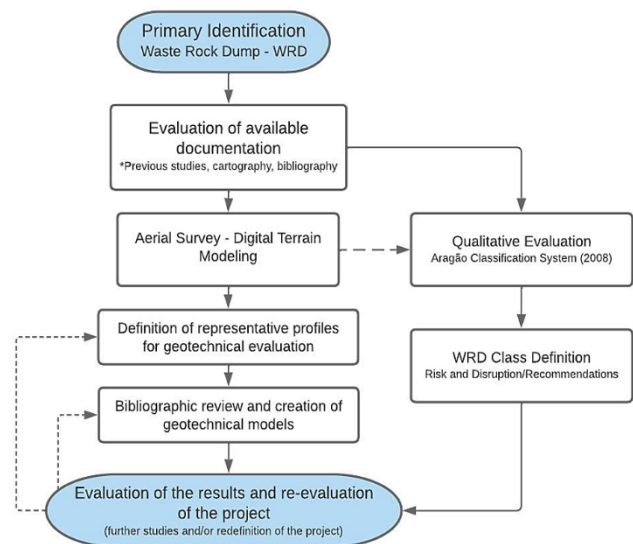 Primary Identification
Waste Rock Dump - WRD
Evaluation of available
documentation
*Previous studies, cartography, bibliography
Aerial Survey - Digital Terrain
Modeling
Qualitative Evaluation
Aragão Classification System (2008)
Definition of representative profiles
for geotechnical evaluation
WRD Class Definition
Risk and Disruption/Recommendations
Bibliographic review and creation of
geotechnical models
Evaluation of the results and re-evaluation
of the project
(further studies and/or redefinition of the project)